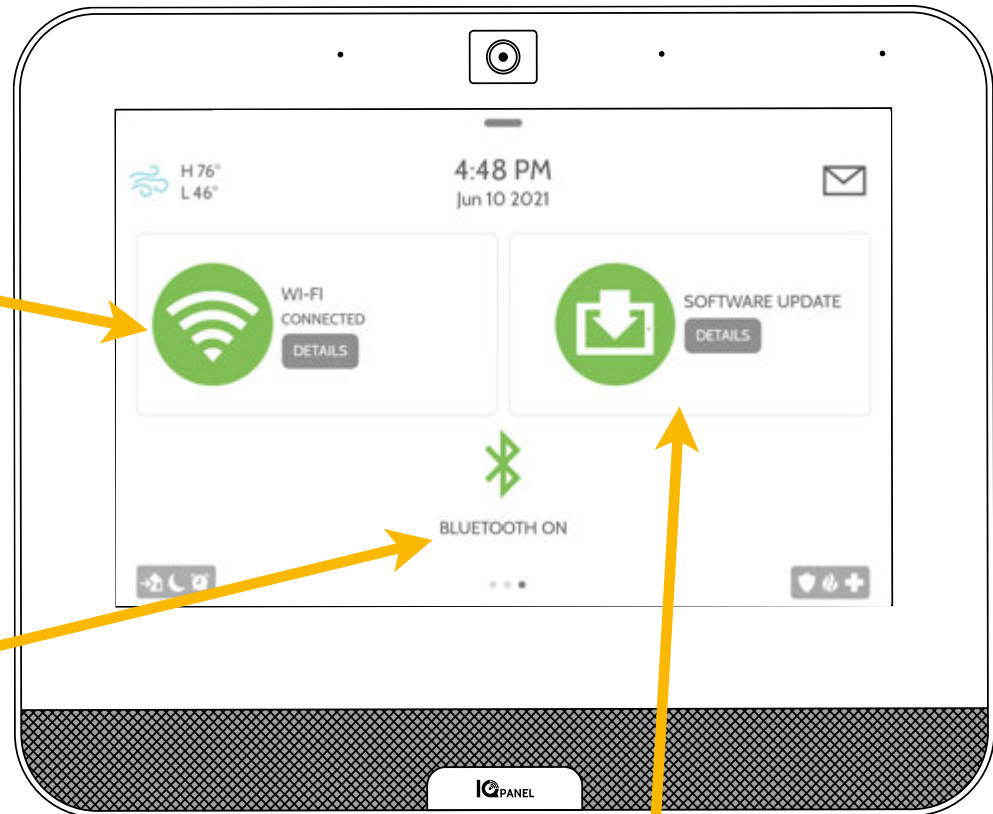 H 76°
L 46°
4:48 PM
Jun 10 2021
WI-FI
CONNECTED
DETAILS
SOFTWARE UPDATE
DETAILS
BLUETOOTH ON
IQ PANEL